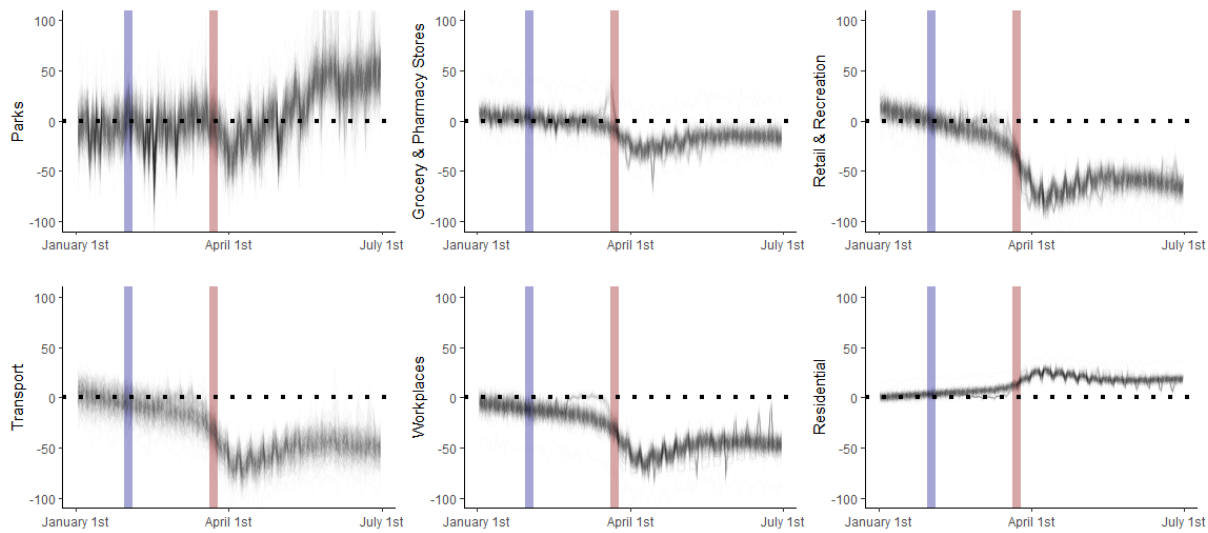 Parks
100
50
0
-50
-100
January 1st
April 1st
July 1st
Grocery & Pharmacy Stores
100
50
0
-50
-100
January 1st
April 1st
July 1st
Retail & Recreation
100
50
0
-50
-100
January 1st
April 1st
July 1st
Transport
100
50
0
-50
-100
January 1st
April 1st
July 1st
Workplaces
100
50
0
-50
-100
January 1st
April 1st
July 1st
Residential
100
50
0
-50
-100
January 1st
April 1st
July 1st